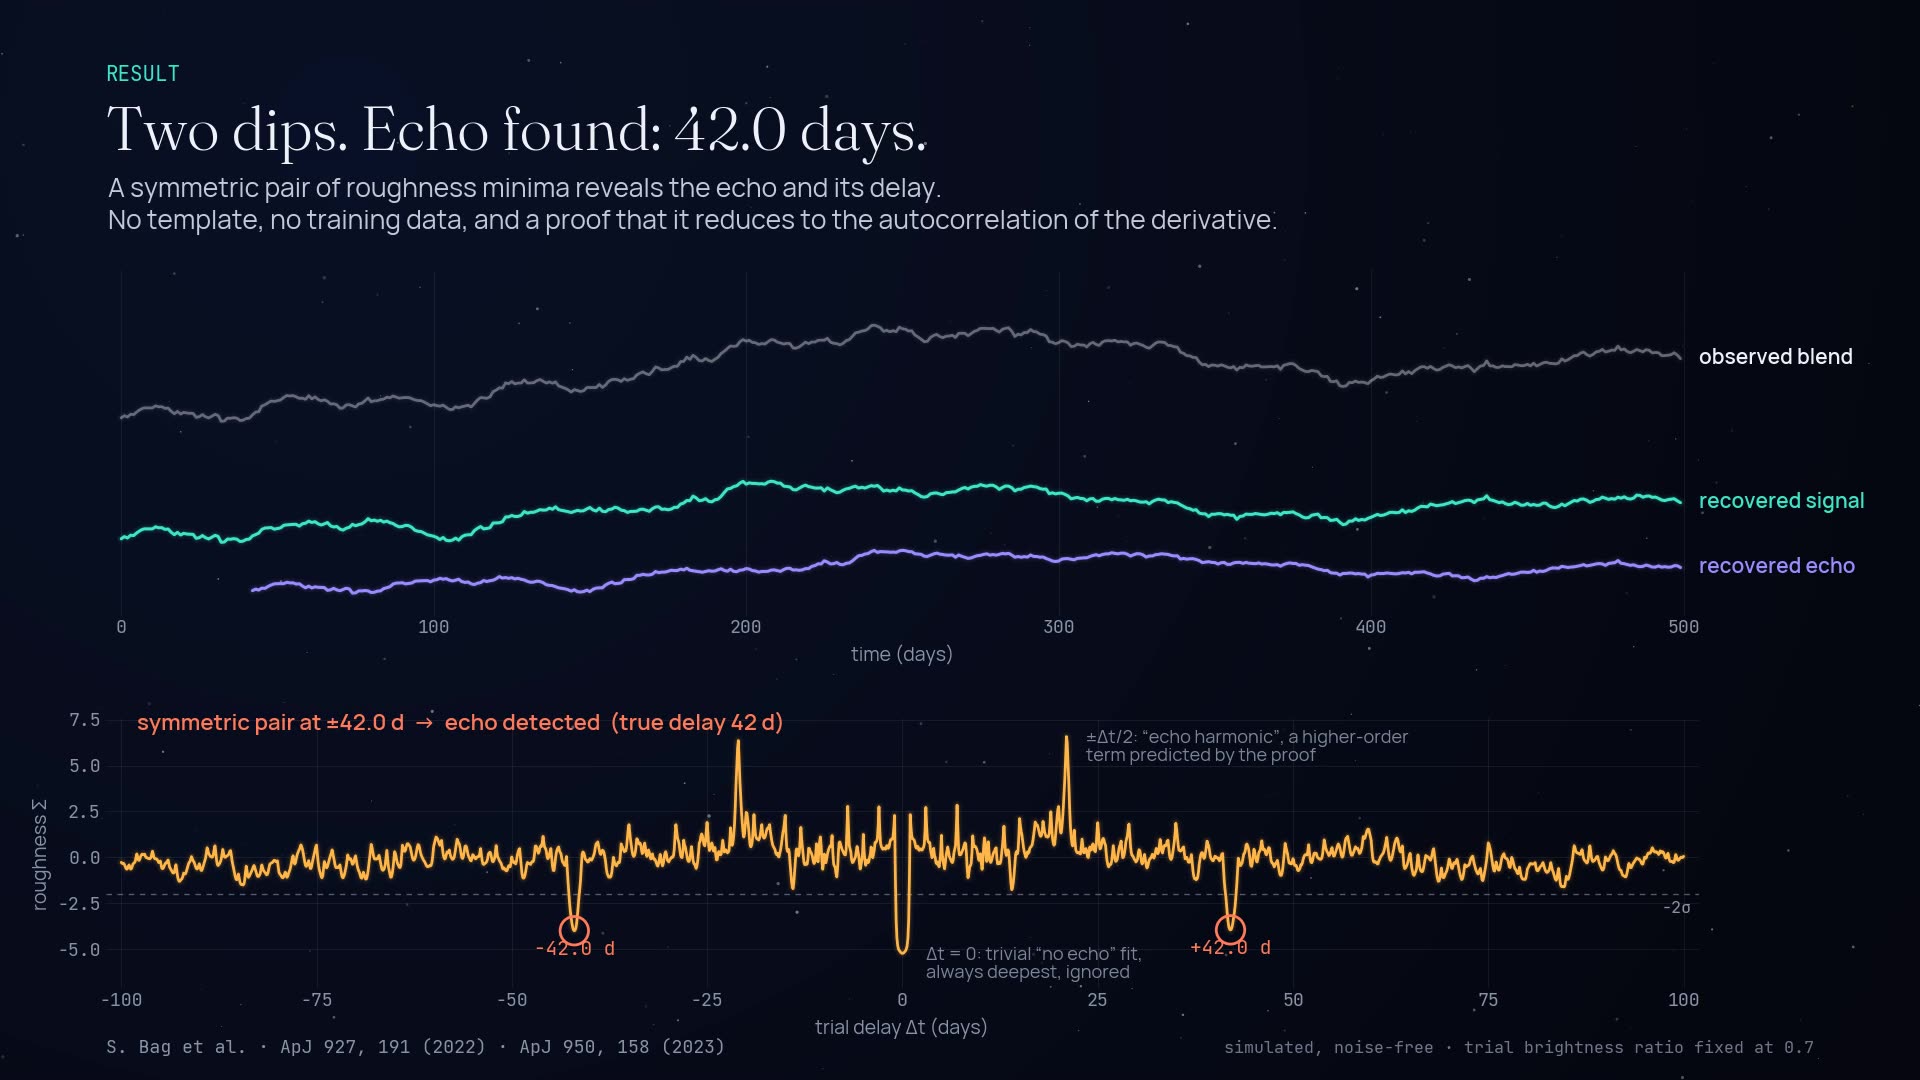 RESULT
Two dips. Echo found: 42.0 days.
A symmetric pair of roughness minima reveals the echo and its delay.
No template, no training data, and a proof that it reduces to the autocorrelation of the derivative.
observed blend
recovered signal
recovered echo
0 100 200 300 400 500
time (days)
7.5
5.0
2.5
0.0
-2.5
-5.0
roughness Σ
symmetric pair at ±42.0 d → echo detected (true delay 42 d)
±Δt/2: “echo harmonic”, a higher-order
term predicted by the proof
-2σ
-42.0 d
+42.0 d
Δt = 0: trivial “no echo” fit,
always deepest, ignored
-100 -75 -50 -25 0 25 50 75 100
trial delay Δt (days)
S. Bag et al. · ApJ 927, 191 (2022) · ApJ 950, 158 (2023)
simulated, noise-free · trial brightness ratio fixed at 0.7